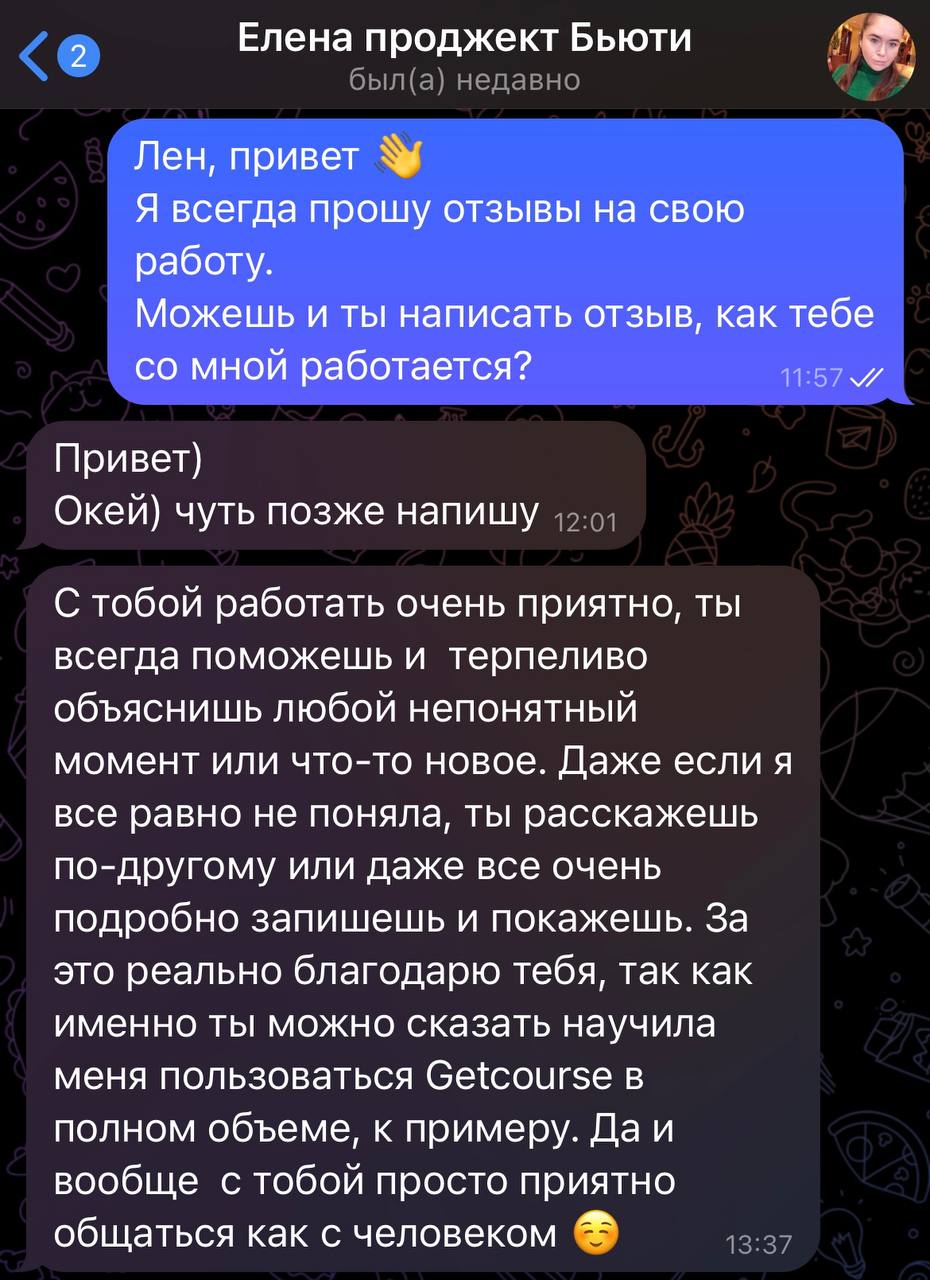 2
Елена проджект Бьюти
был(а) недавно
Лен, привет 👋
Я всегда прошу отзывы на свою
работу.
Можешь и ты написать отзыв, как тебе
со мной работается?
11:57
Привет)
Окей) чуть позже напишу
12:01
С тобой работать очень приятно, ты
всегда поможешь и  терпеливо
объяснишь любой непонятный
момент или что-то новое. Даже если я
все равно не поняла, ты расскажешь
по-другому или даже все очень
подробно запишешь и покажешь. За
это реально благодарю тебя, так как
именно ты можно сказать научила
меня пользоваться Getcourse в
полном объеме, к примеру. Да и
вообще  с тобой просто приятно
общаться как с человеком ☺️
13:37